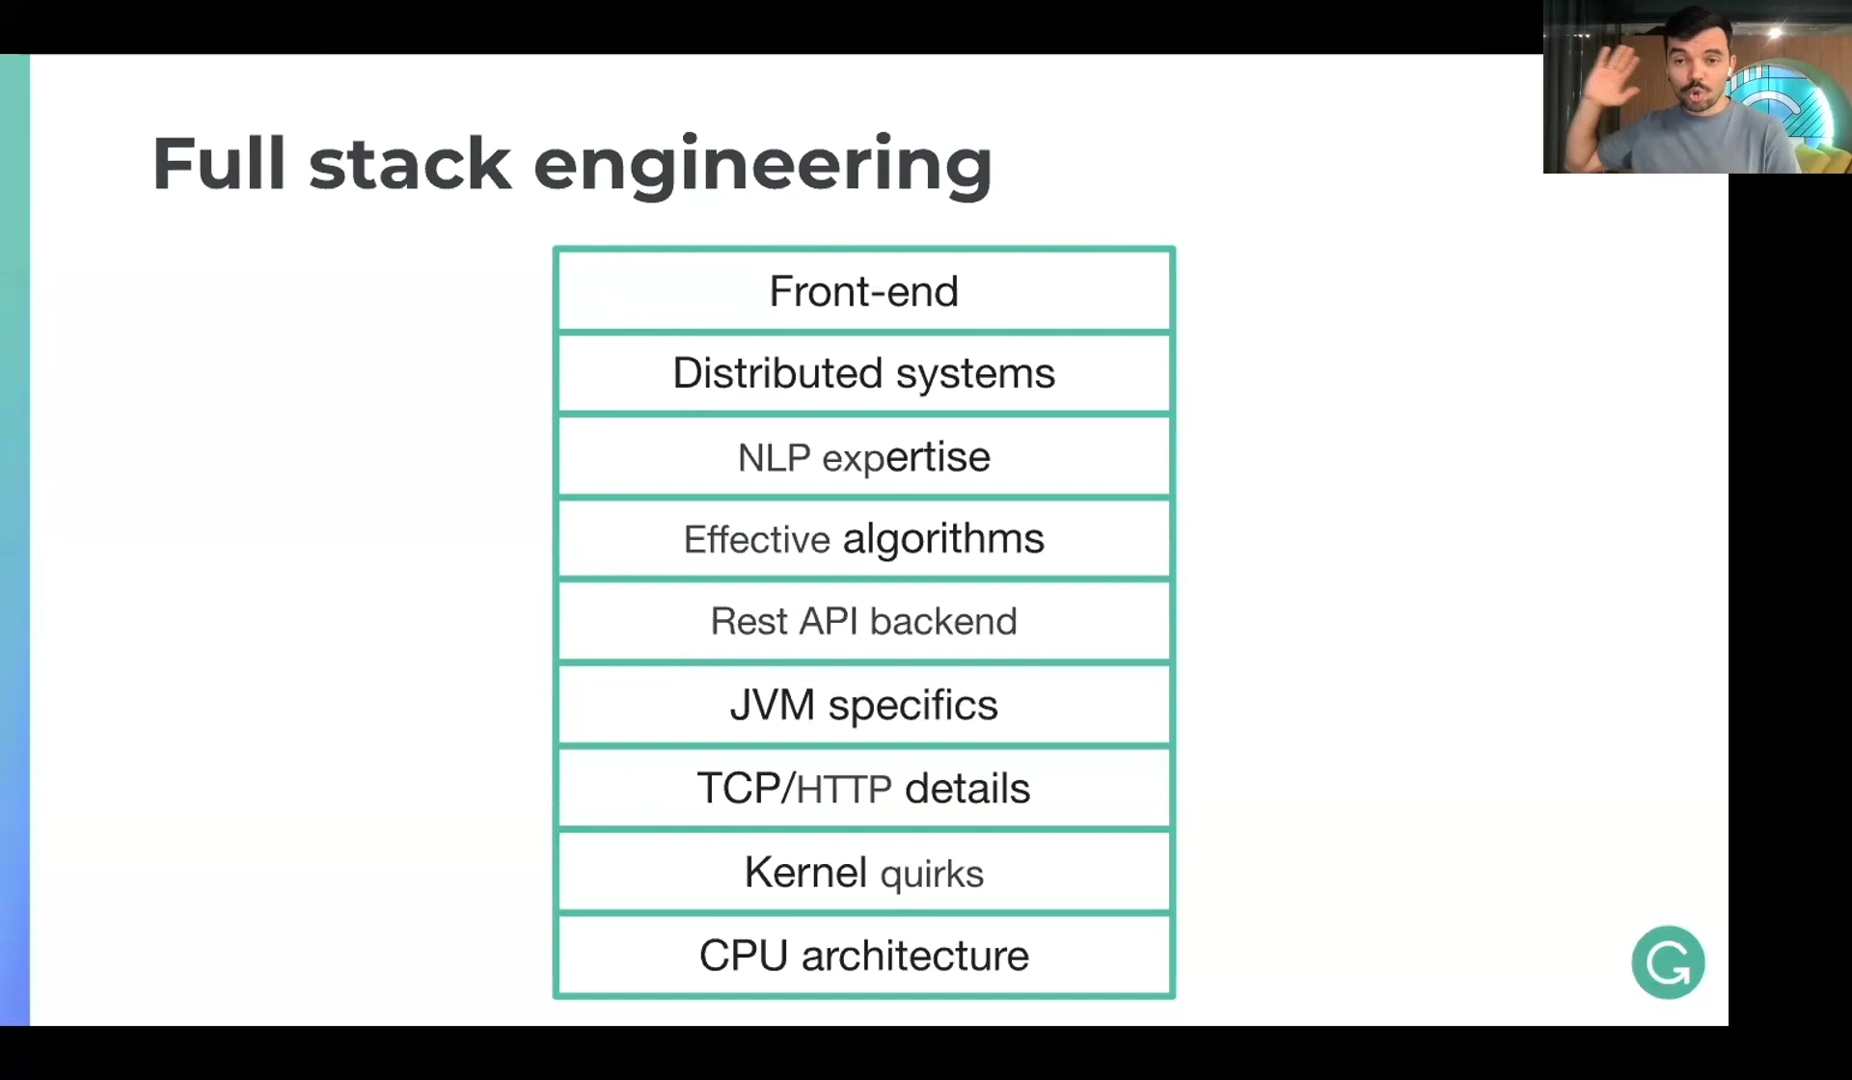 Full stack engineering
Front-end
Distributed systems
NLP expertise
Effective algorithms
Rest API backend
JVM specifics
TCP/HTTP details
Kernel quirks
CPU architecture